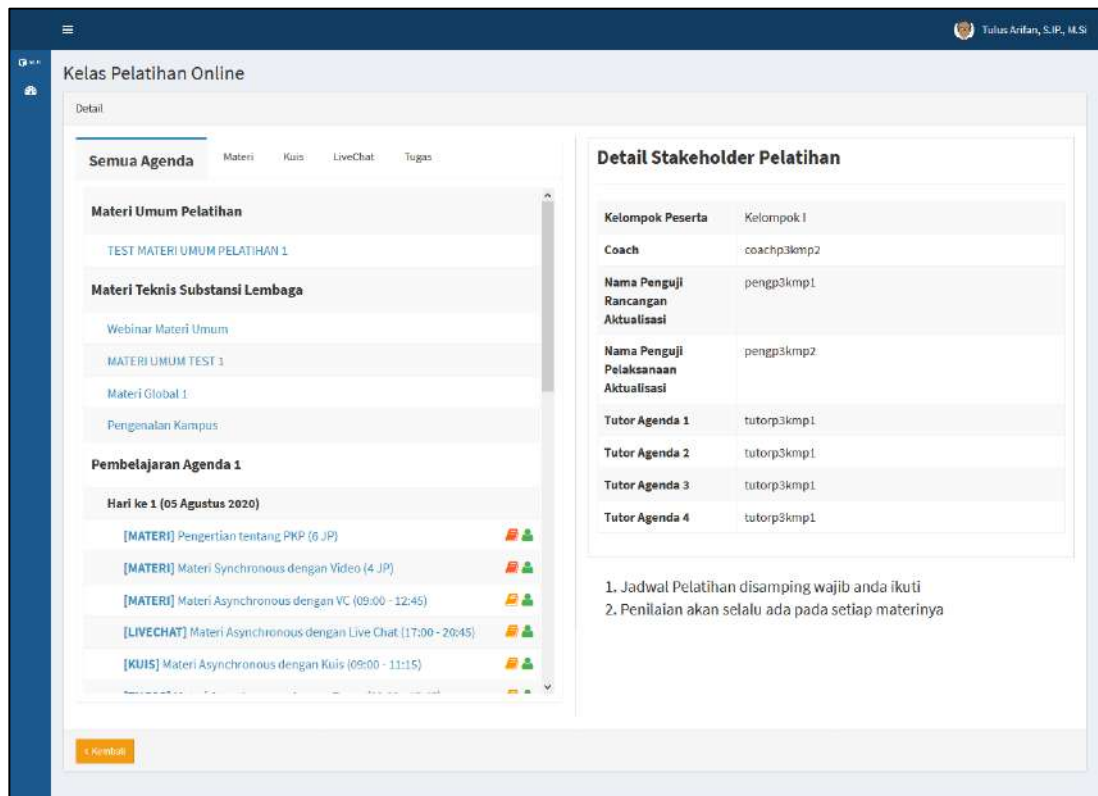 Tulus Arifan, S.IP., M.Si
Kelas Pelatihan Online
Detail
Semua Agenda Materi Kuis LiveChat Tugas
Materi Umum Pelatihan
TEST MATERI UMUM PELATIHAN 1
Materi Teknis Substansi Lembaga
Webinar Materi Umum
MATERI UMUM TEST 1
Materi Global 1
Pengenalan Kampus
Pembelajaran Agenda 1
Hari ke 1 (05 Agustus 2020)
[MATERI] Pengertian tentang PKP (6 JP)
[MATERI] Materi Synchronous dengan Video (4 JP)
[MATERI] Materi Asynchronous dengan VC (09:00 - 12:45)
[LIVECHAT] Materi Asynchronous dengan Live Chat (17:00 - 20:45)
[KUIS] Materi Asynchronous dengan Kuis (09:00 - 11:15)
Detail Stakeholder Pelatihan
Kelompok Peserta Kelompok I
Coach coachp3kmp2
Nama Penguji pengp3kmp1
Rancangan
Aktualisasi
Nama Penguji pengp3kmp2
Pelaksanaan
Aktualisasi
Tutor Agenda 1 tutorp3kmp1
Tutor Agenda 2 tutorp3kmp1
Tutor Agenda 3 tutorp3kmp1
Tutor Agenda 4 tutorp3kmp1
1. Jadwal Pelatihan disamping wajib anda ikuti
2. Penilaian akan selalu ada pada setiap materinya
< Kembali